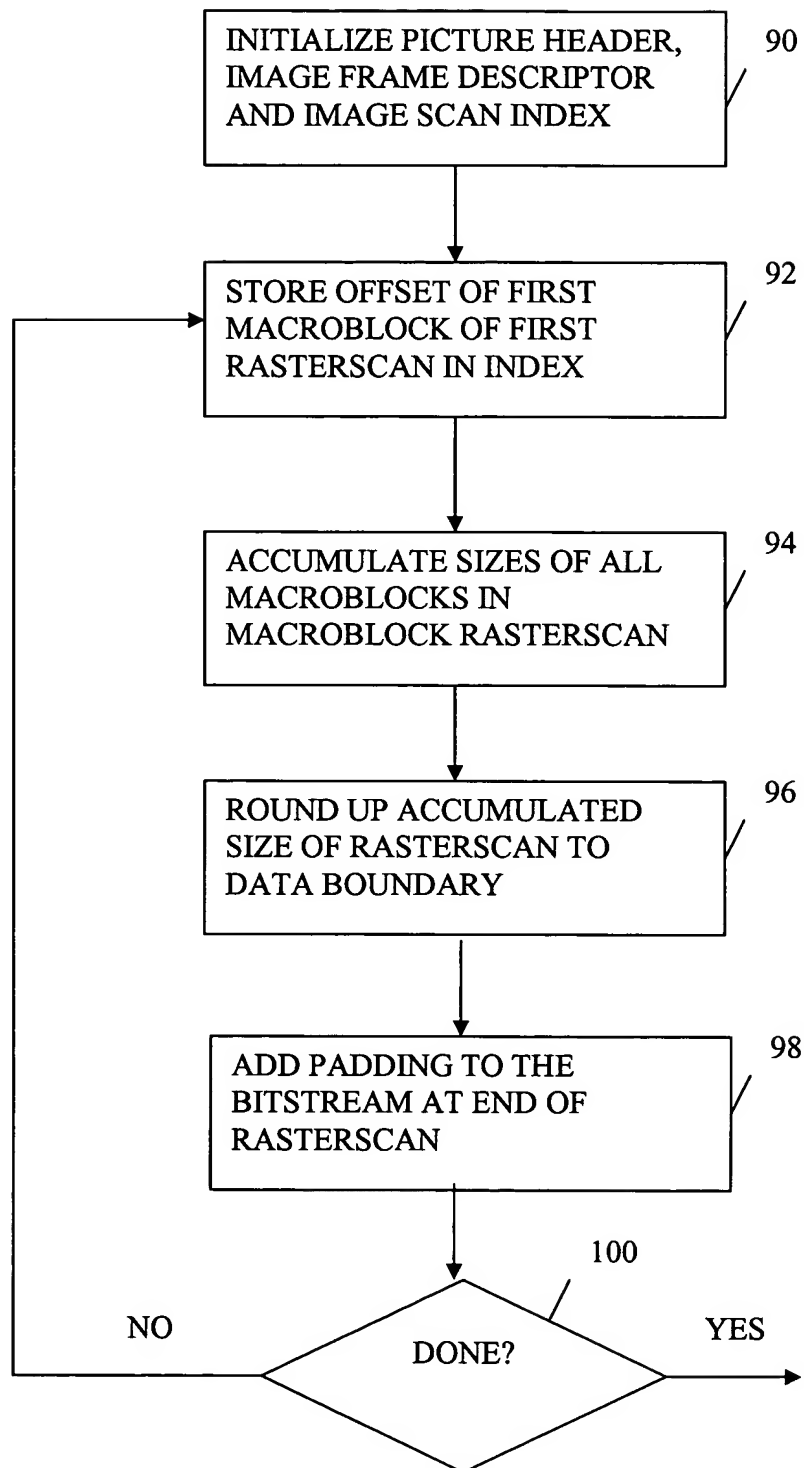 INITIALIZE PICTURE HEADER,
IMAGE FRAME DESCRIPTOR
AND IMAGE SCAN INDEX
90
STORE OFFSET OF FIRST
MACROBLOCK OF FIRST
RASTERSCAN IN INDEX
92
ACCUMULATE SIZES OF ALL
MACROBLOCKS IN
MACROBLOCK RASTERSCAN
94
ROUND UP ACCUMULATED
SIZE OF RASTERSCAN TO
DATA BOUNDARY
96
ADD PADDING TO THE
BITSTREAM AT END OF
RASTERSCAN
98
100
NO
DONE?
YES